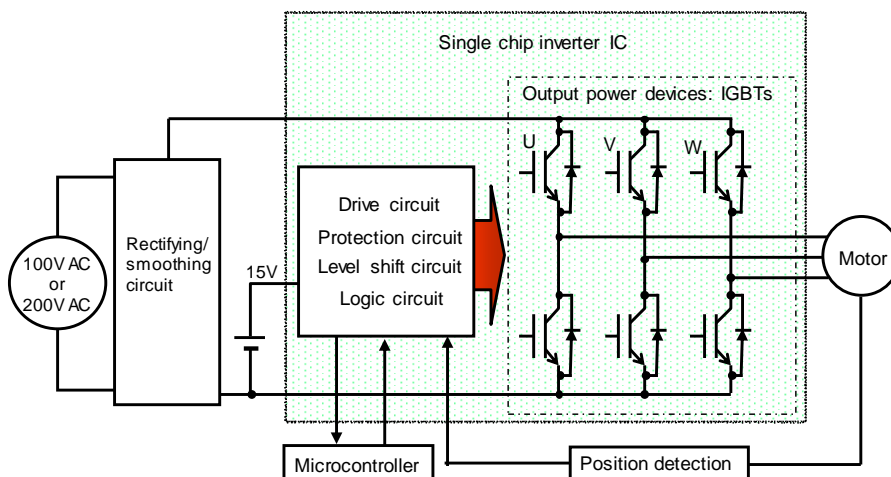 Single chip inverter IC
Output power devices: IGBTs
U
V
W
Drive circuit
Protection circuit
Level shift circuit
Logic circuit
Rectifying/
smoothing
circuit
100V AC
or
200V AC
15V
Motor
Microcontroller
Position detection